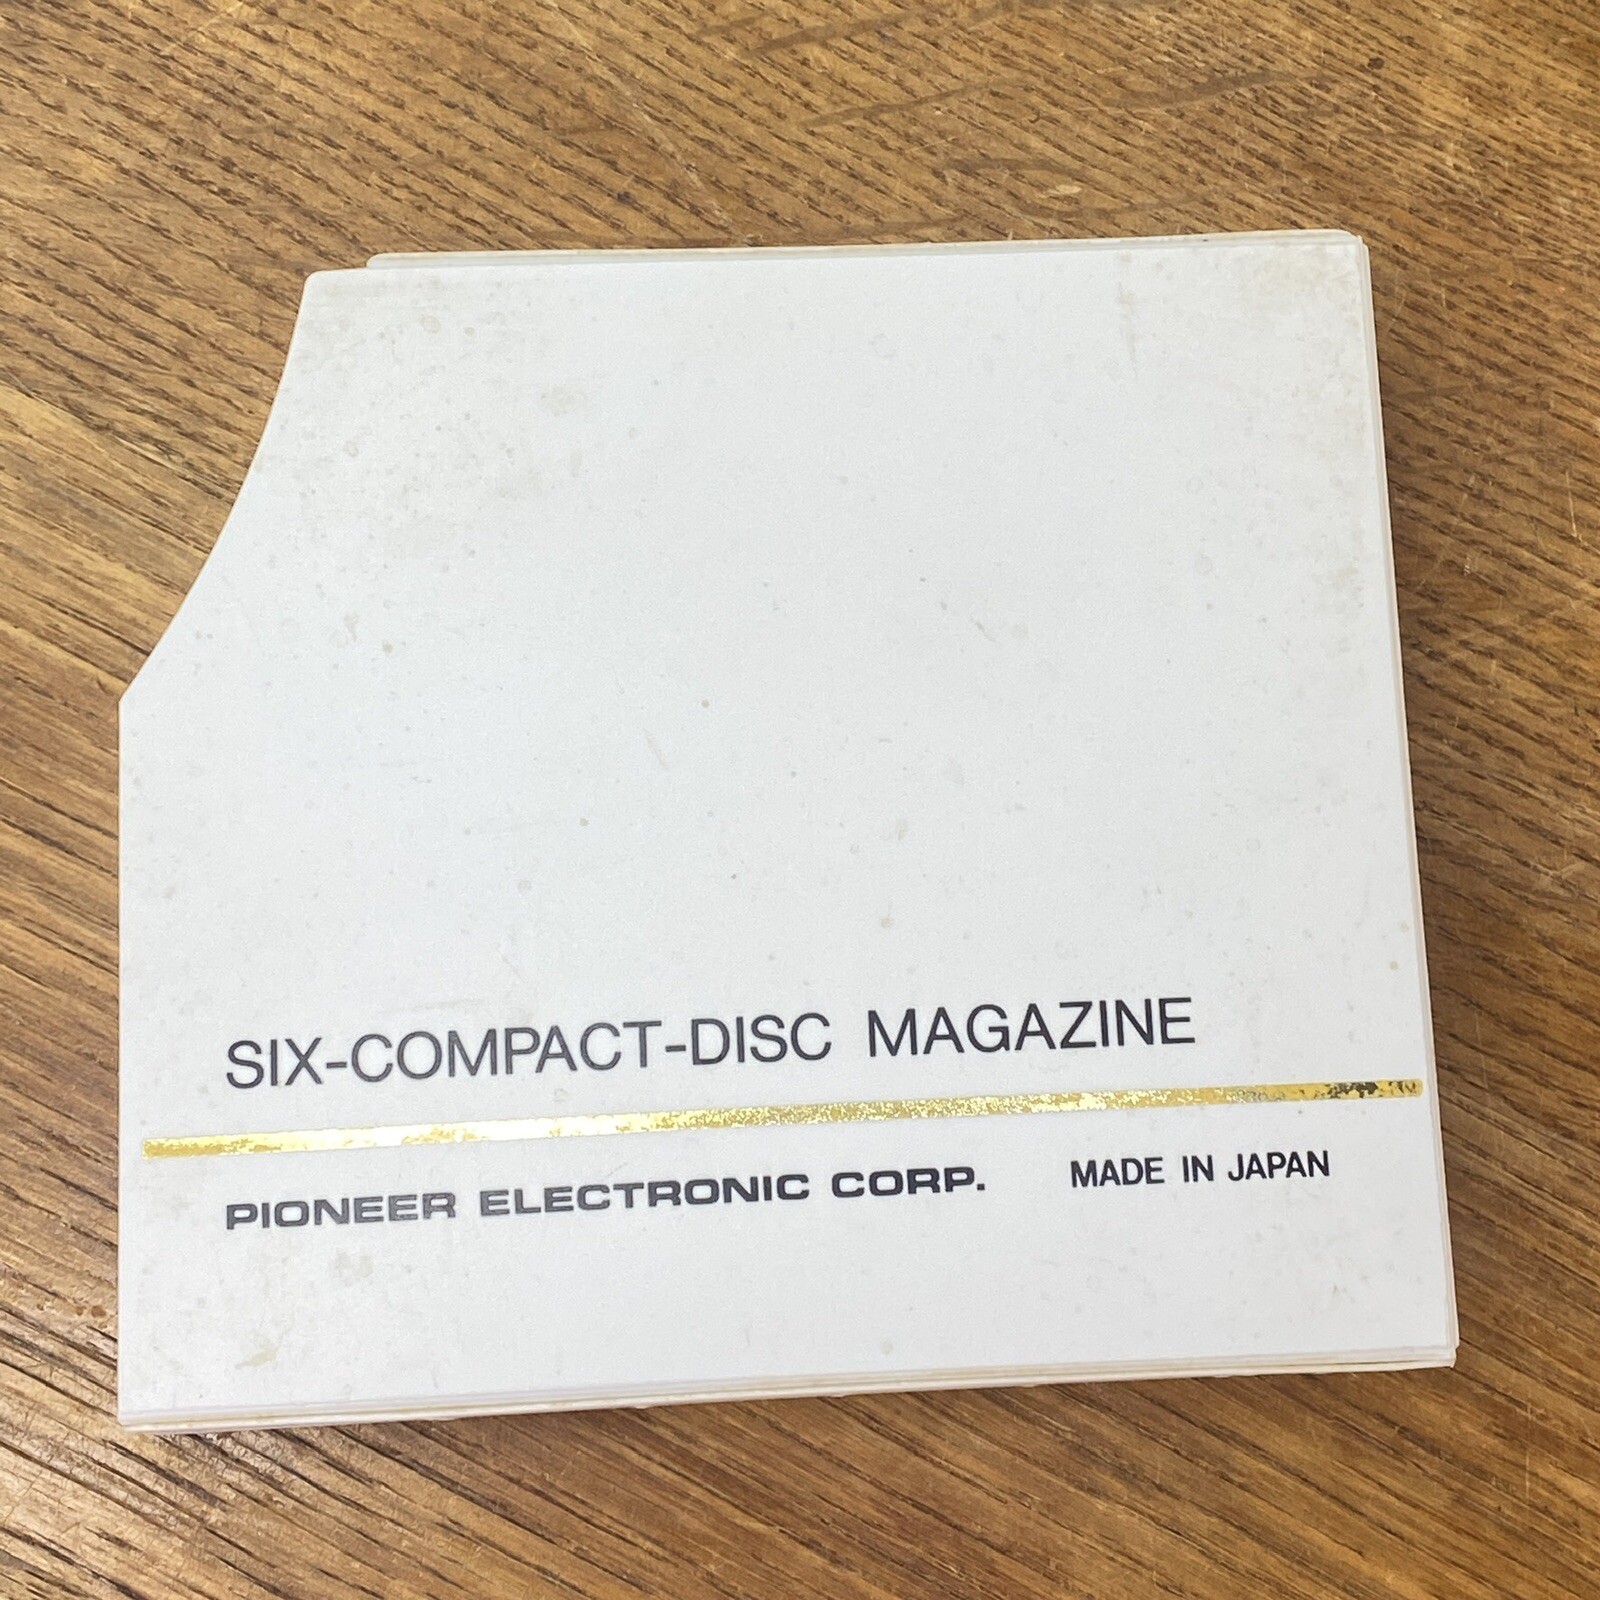 SIX-COMPACT-DISC MAGAZINE
PIONEER ELECTRONIC CORP. MADE IN JAPAN